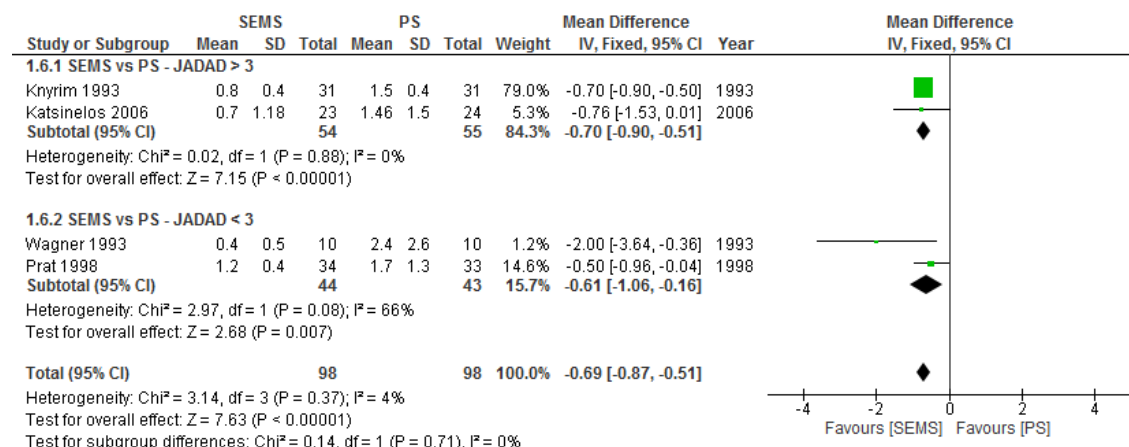 SEMS PS Mean Difference Mean Difference
Study or Subgroup Mean SD Total Mean SD Total Weight IV, Fixed, 95% CI Year IV, Fixed, 95% CI
1.6.1 SEMS vs PS - JADAD > 3
Knyrim 1993 0.8 0.4 31 1.5 0.4 31 79.0% -0.70 [-0.90, -0.50] 1993
Katsinelos 2006 0.7 1.18 23 1.46 1.5 24 5.3% -0.76 [-1.53, 0.01] 2006
Subtotal (95% CI) 54 55 84.3% -0.70 [-0.90, -0.51]
Heterogeneity: Chi² = 0.02, df = 1 (P = 0.88); I² = 0%
Test for overall effect: Z = 7.15 (P < 0.00001)
1.6.2 SEMS vs PS - JADAD < 3
Wagner 1993 0.4 0.5 10 2.4 2.6 10 1.2% -2.00 [-3.64, -0.36] 1993
Prat 1998 1.2 0.4 34 1.7 1.3 33 14.6% -0.50 [-0.96, -0.04] 1998
Subtotal (95% CI) 44 43 15.7% -0.61 [-1.06, -0.16]
Heterogeneity: Chi² = 2.97, df = 1 (P = 0.08); I² = 66%
Test for overall effect: Z = 2.68 (P = 0.007)
Total (95% CI) 98 98 100.0% -0.69 [-0.87, -0.51]
Heterogeneity: Chi² = 3.14, df = 3 (P = 0.37); I² = 4%
Test for overall effect: Z = 7.63 (P < 0.00001)
Test for subgroup differences: Chi² = 0.14, df = 1 (P = 0.71), I² = 0%
-4 -2 0 2 4
Favours [SEMS] Favours [PS]